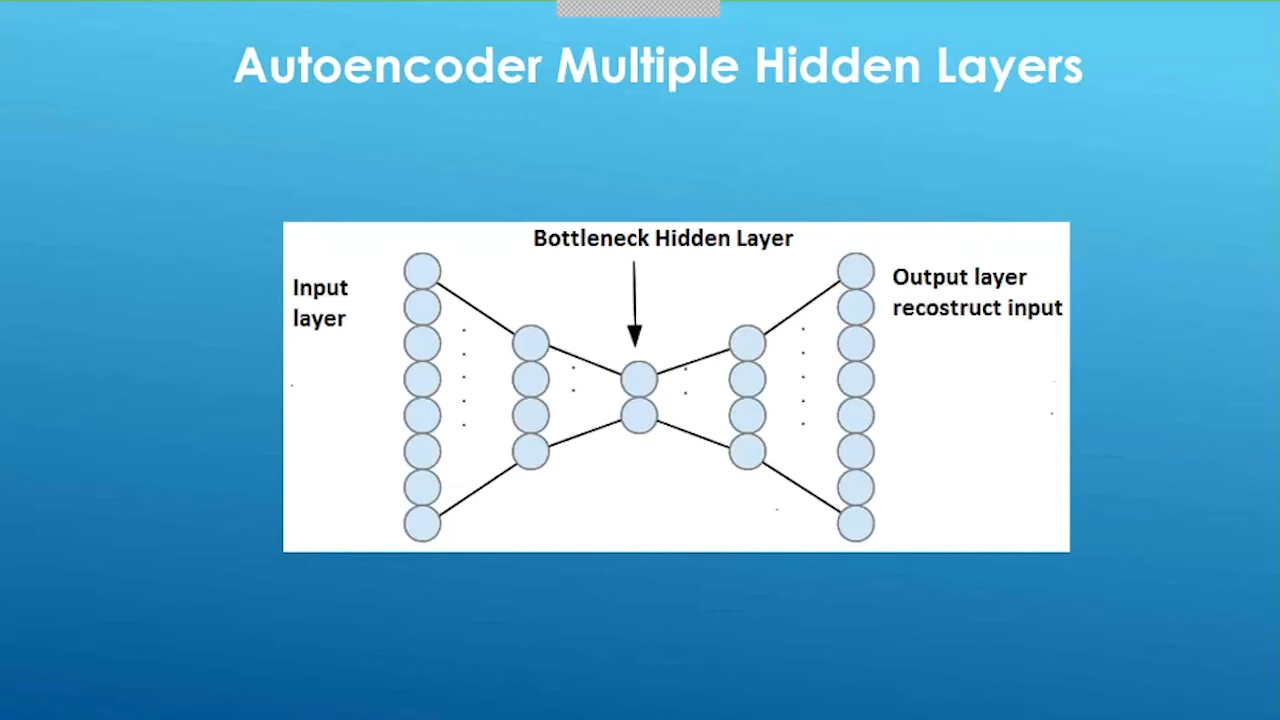 Autoencoder Multiple Hidden Layers
Bottleneck Hidden Layer
Input
layer
Output layer
recostruct input